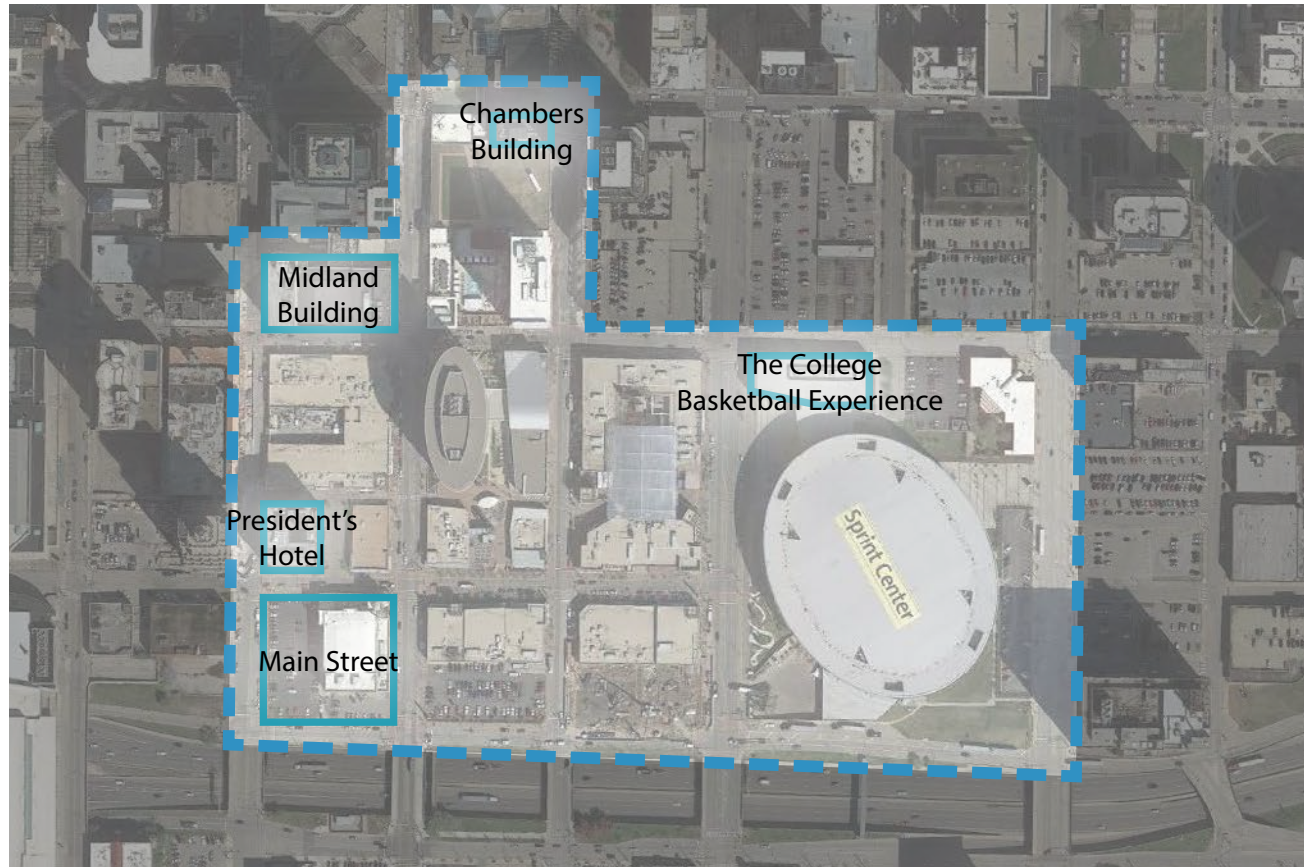 Chambers
Building
Midland
Building
The College
Basketball Experience
President's
Hotel
Sprint Center
Main Street